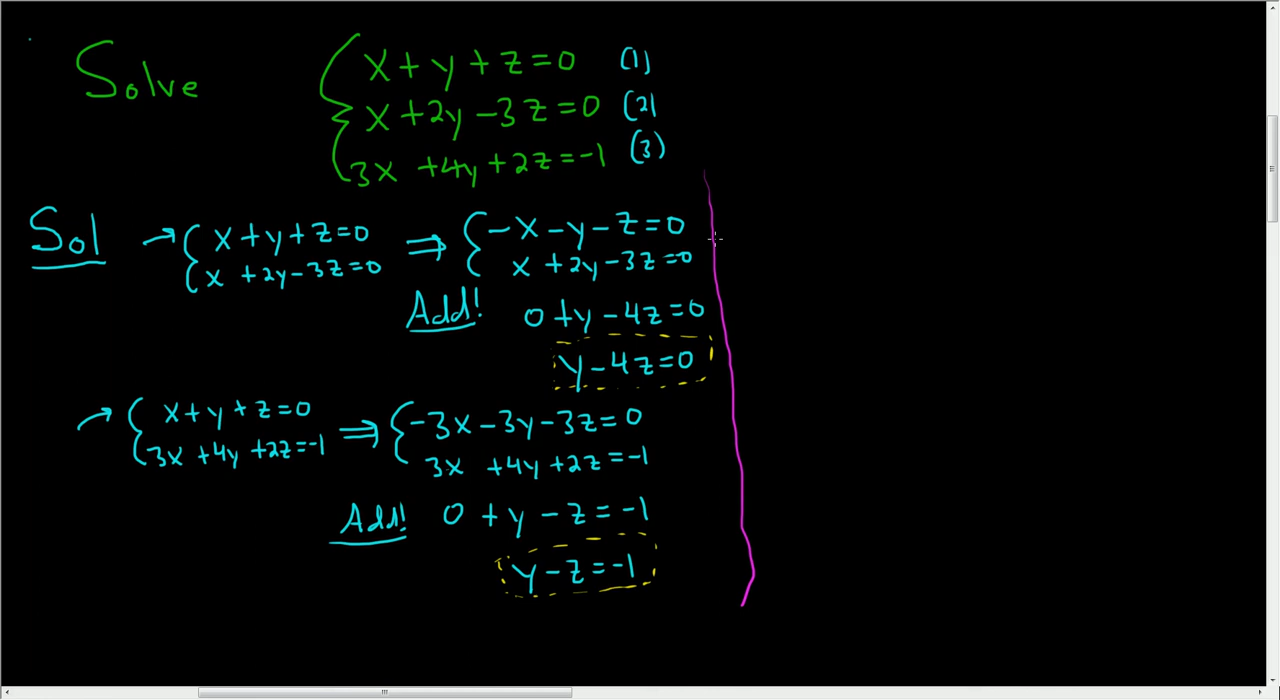 Solve
x + y + z = 0 (1)
x + 2y - 3z = 0 (2)
3x + 4y + 2z = -1 (3)
Sol → { x + y + z = 0 ⇒ { -x - y - z = 0
x + 2y - 3z = 0 x + 2y - 3z = 0
Add! 0 + y - 4z = 0
y - 4z = 0
→ { x + y + z = 0 ⇒ { -3x - 3y - 3z = 0
3x + 4y + 2z = -1 3x + 4y + 2z = -1
Add! 0 + y - z = -1
y - z = -1